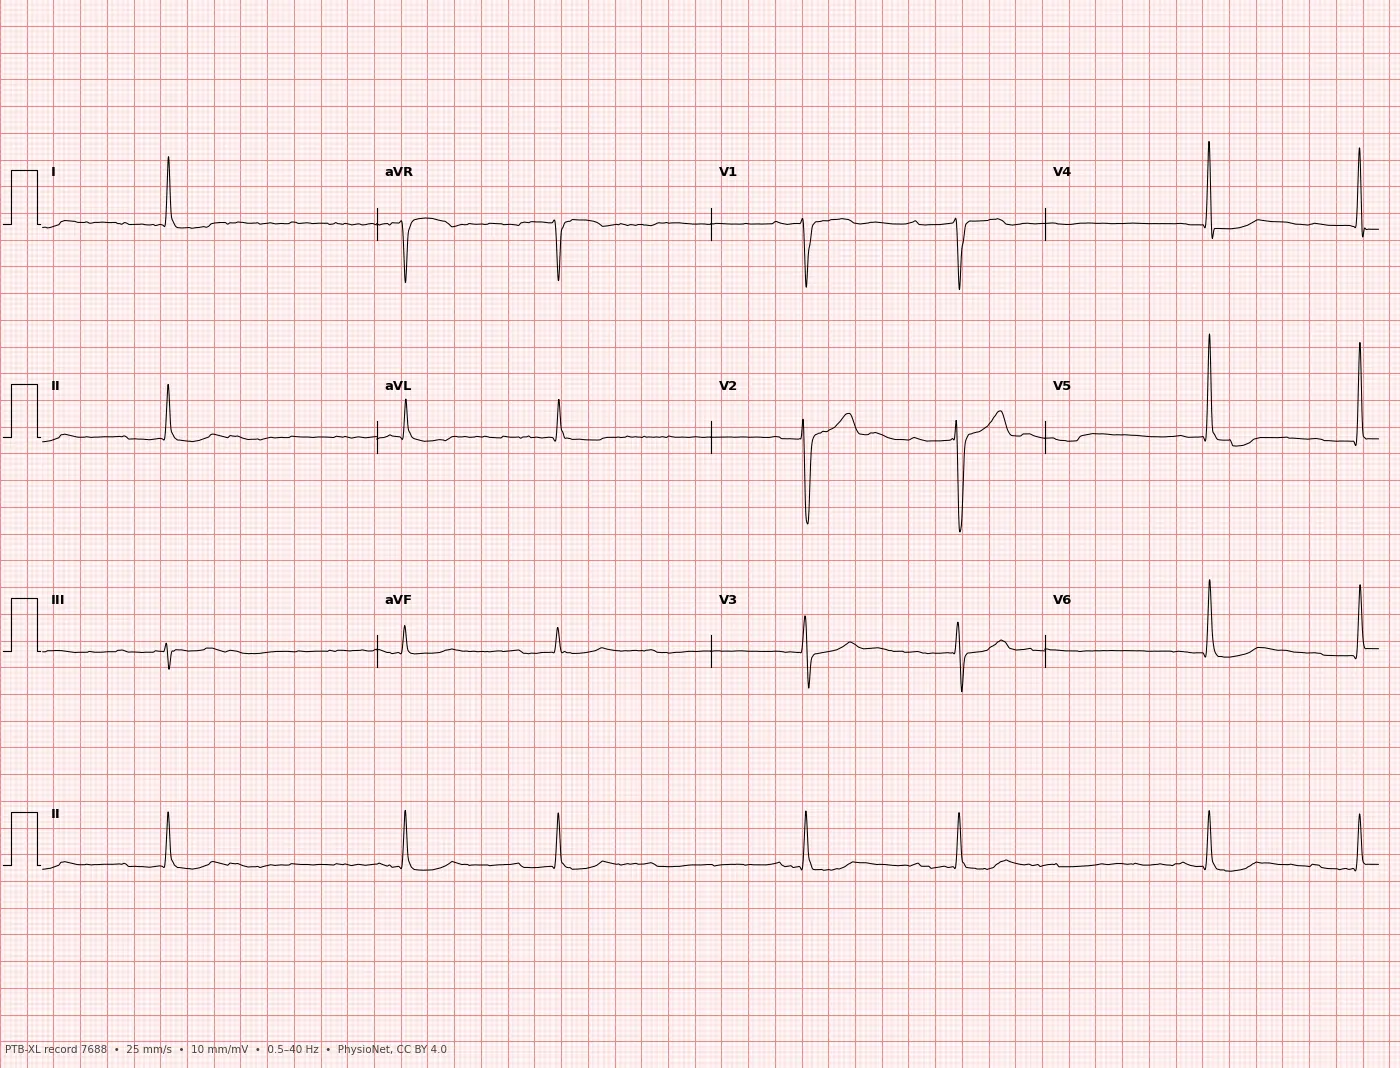 I aVR V1 V4
II aVL V2 V5
III aVF V3 V6
II
PTB-XL record 7688 • 25 mm/s • 10 mm/mV • 0.5–40 Hz • PhysioNet, CC BY 4.0